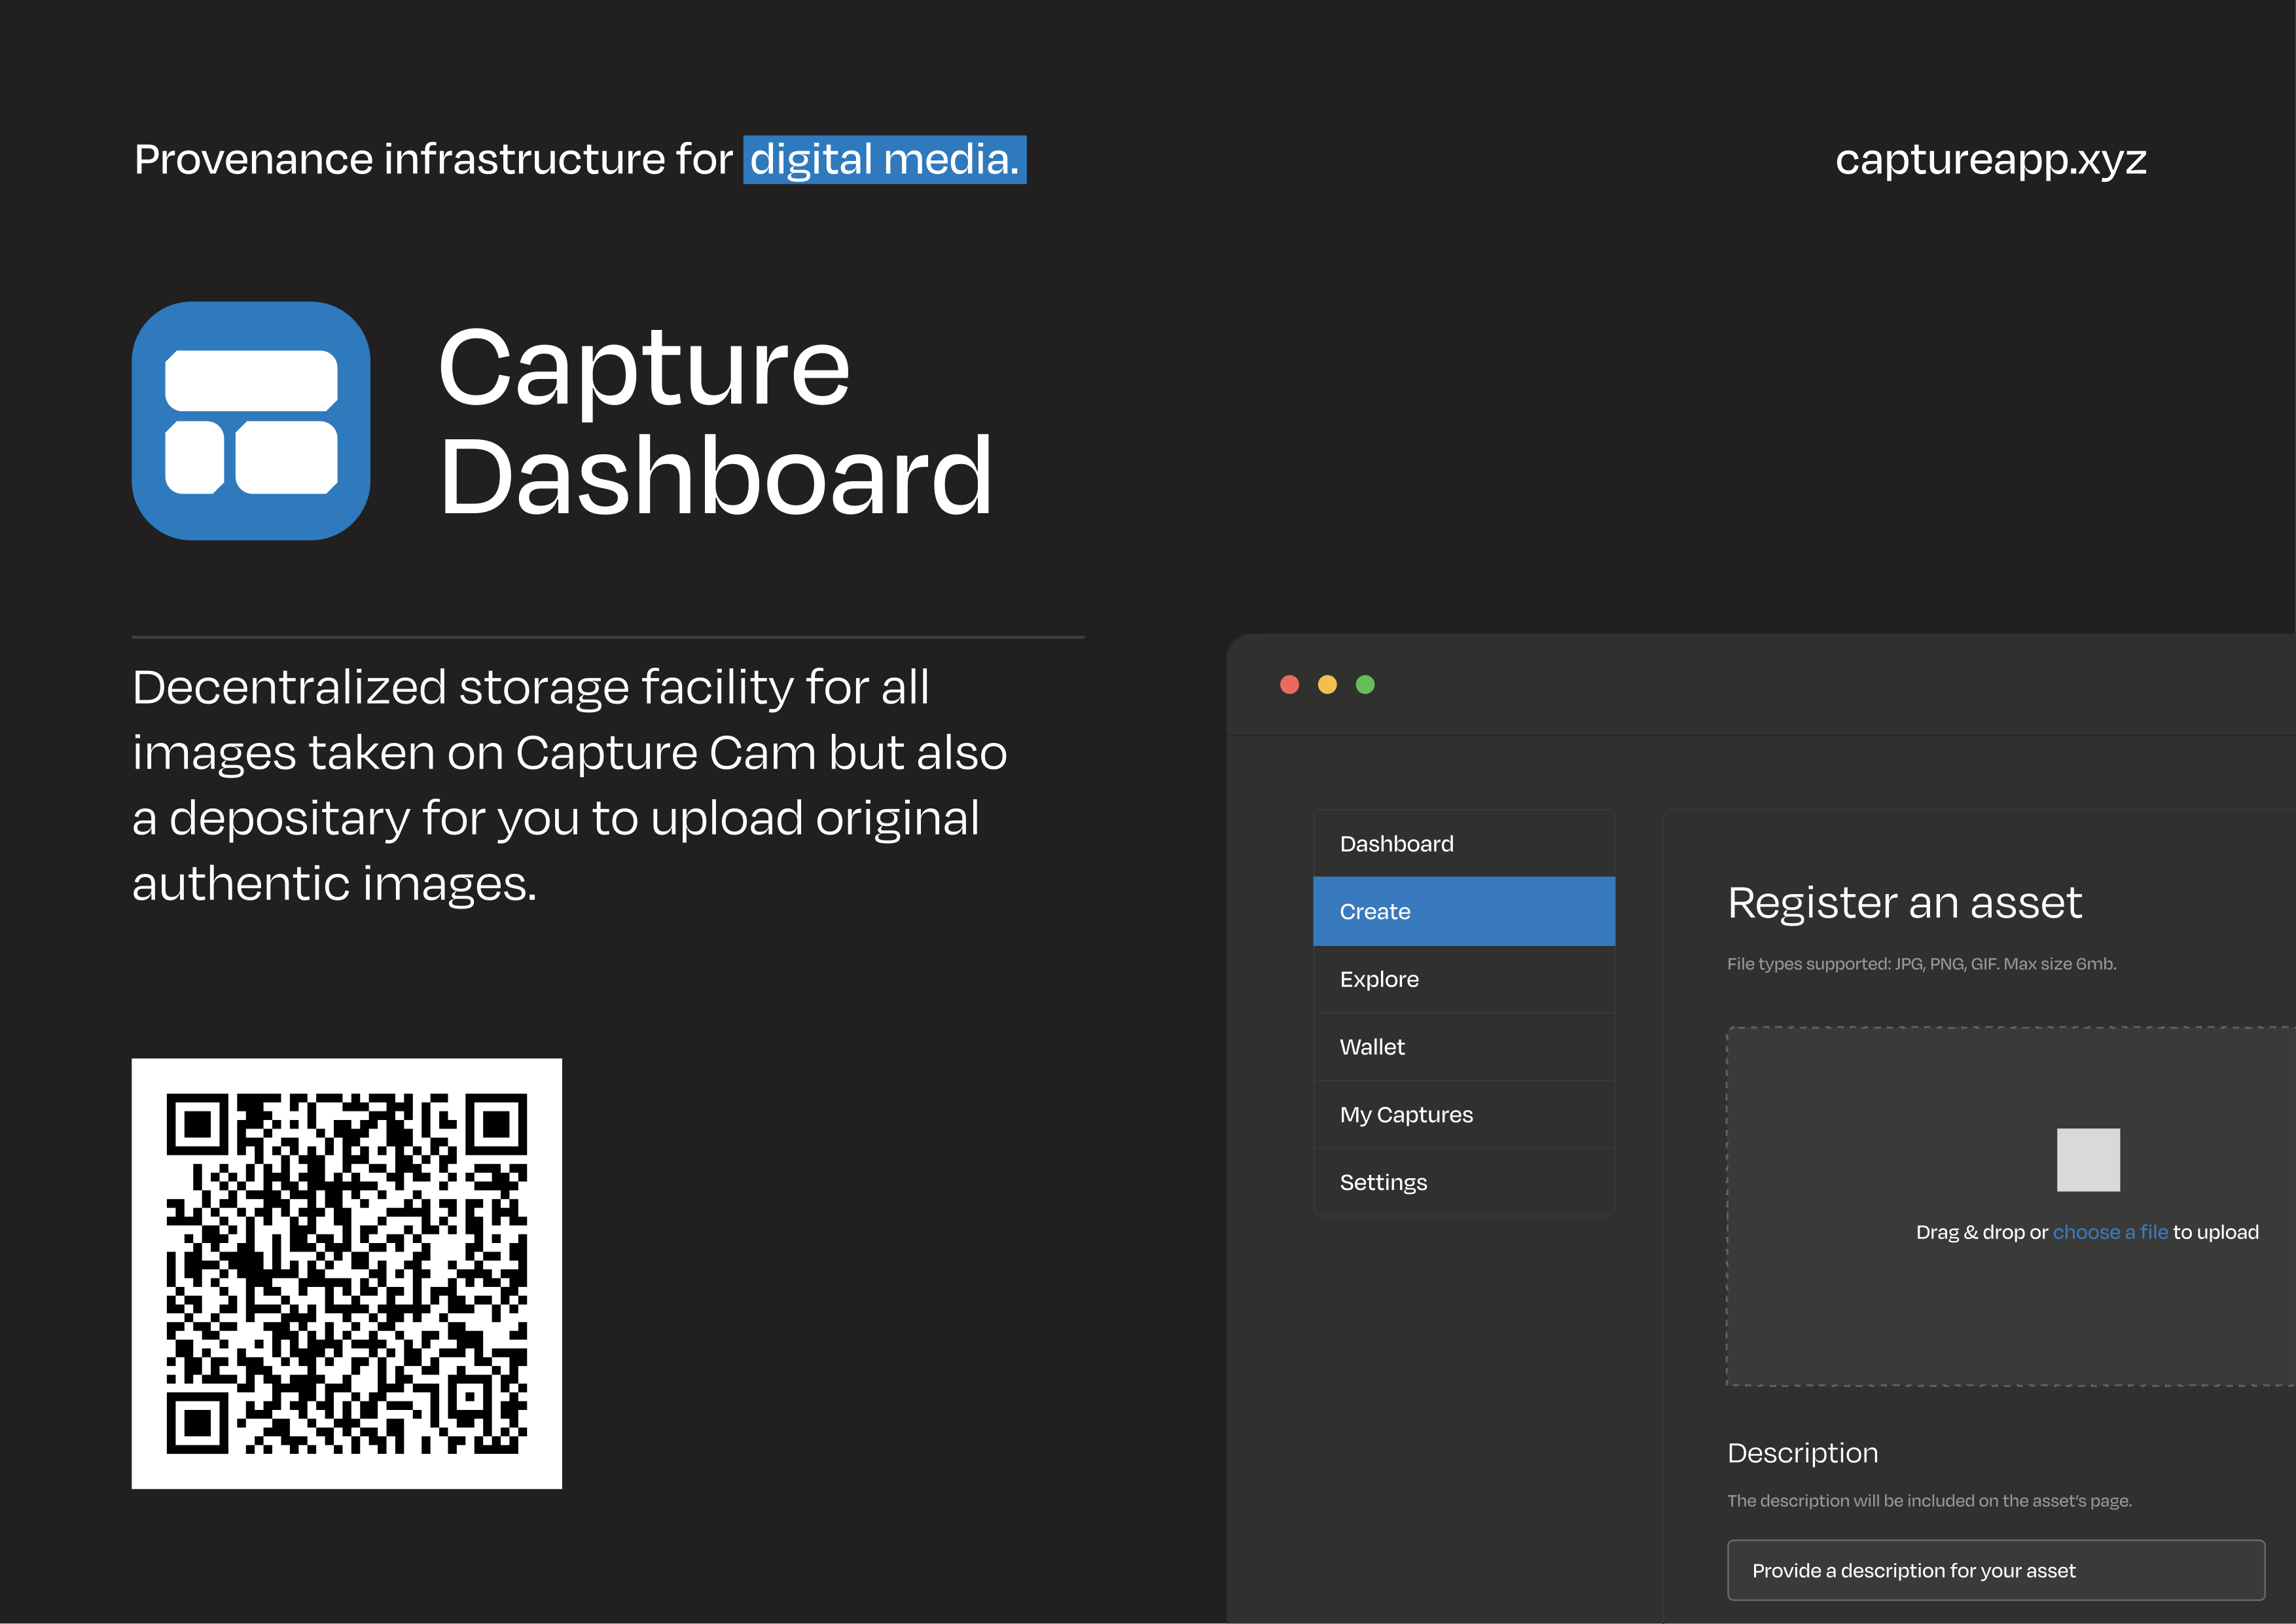 Provenance infrastructure for digital media.
captureapp.xyz
Capture
Dashboard
Decentralized storage facility for all
images taken on Capture Cam but also
a depositary for you to upload original
authentic images.
Dashboard
Create
Explore
Wallet
My Captures
Settings
Register an asset
File types supported: JPG, PNG, GIF. Max size 6mb.
Drag & drop or choose a file to upload
Description
The description will be included on the asset's page.
Provide a description for your asset